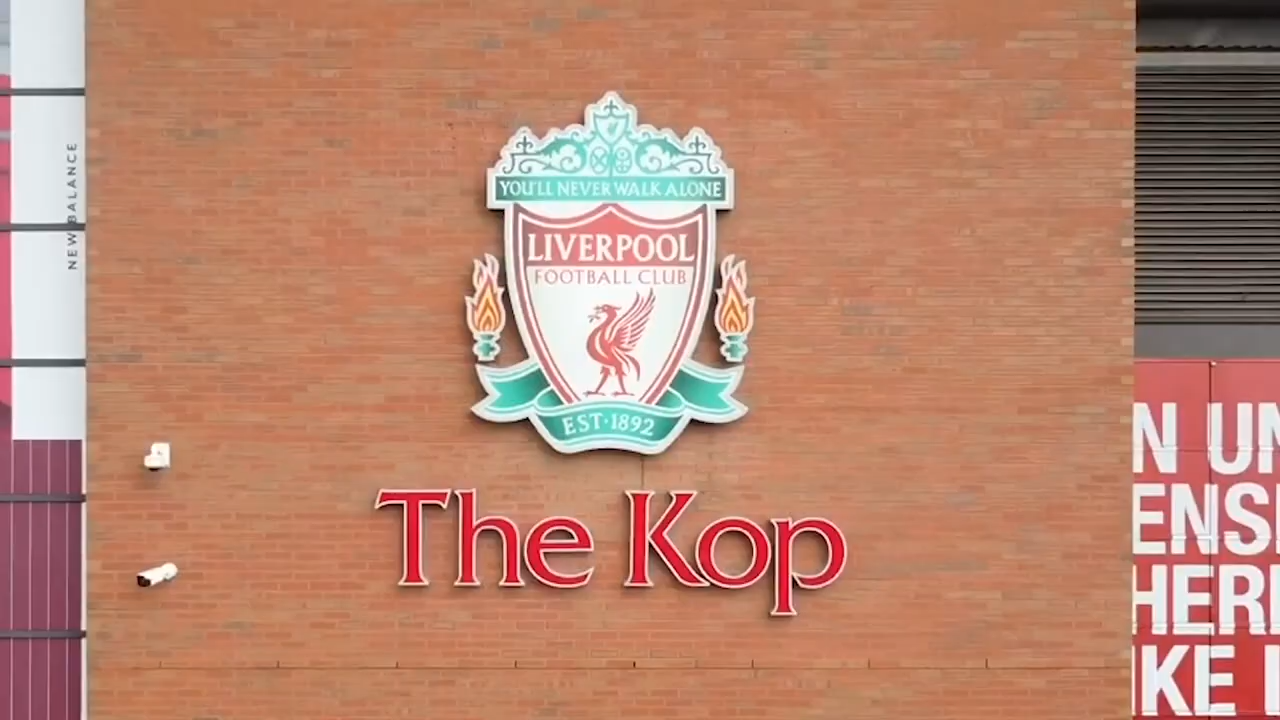 NEW BALANCE
YOU'LL NEVER WALK ALONE
LIVERPOOL
FOOTBALL CLUB
EST·1892
The Kop